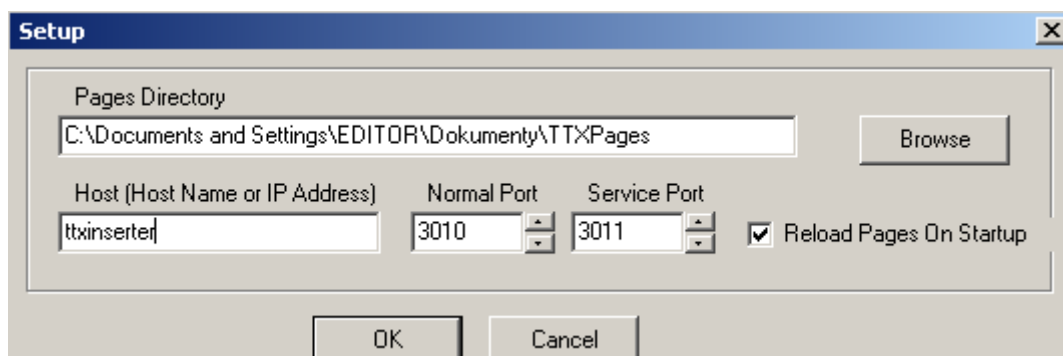 Setup
Pages Directory
C:\Documents and Settings\EDITOR\Dokumenty\TTXPages
Browse
Host (Host Name or IP Address) Normal Port Service Port
ttxinserter 3010 3011 Reload Pages On Startup
OK Cancel